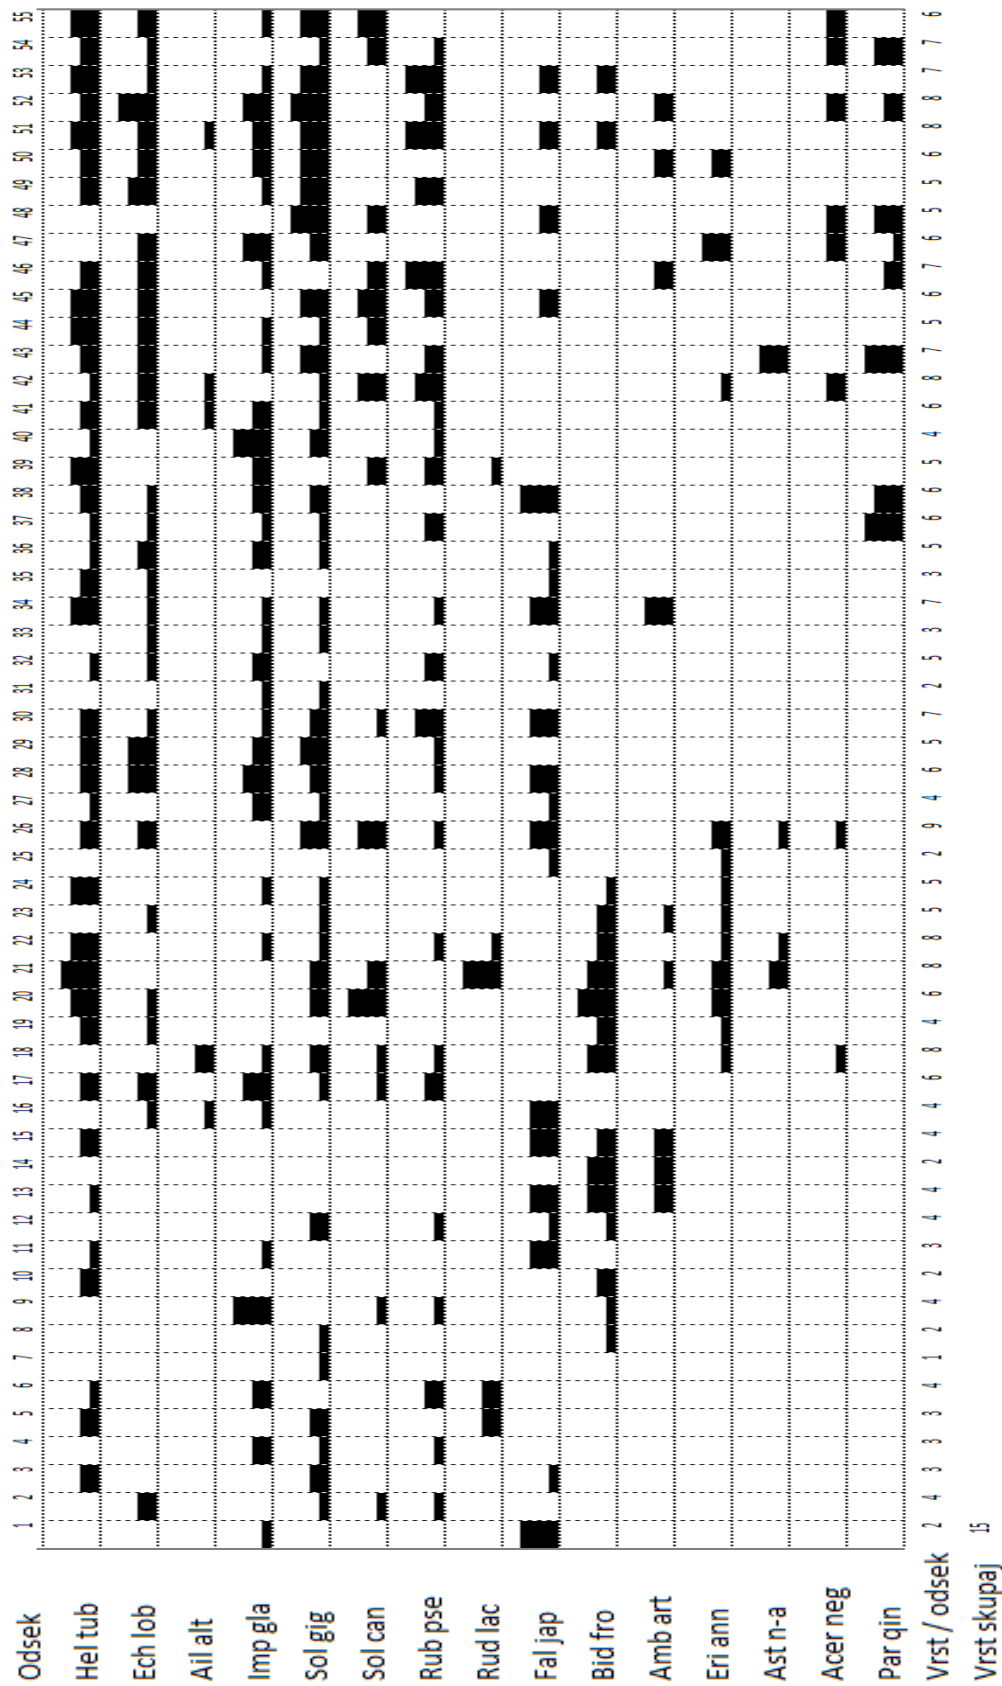 Odsek 1 2 3 4 5 6 7 8 9 10 11 12 13 14 15 16 17 18 19 20 21 22 23 24 25 26 27 28 29 30 31 32 33 34 35 36 37 38 39 40 41 42 43 44 45 46 47 48 49 50 51 52 53 54 55
Hel tub
Ech lob
Ail alt
Imp gla
Sol gig
Sol can
Rub pse
Rud lac
Fal jap
Bid fro
Amb art
Eri ann
Ast n-a
Acer neg
Par qin
Vrst / odsek 2 4 3 3 3 4 1 2 4 2 3 4 4 2 4 4 6 8 4 6 8 8 5 5 2 9 4 6 5 7 2 5 3 7 3 5 6 6 5 4 6 8 7 5 6 7 6 5 5 6 8 8 7 7 6
Vrst skupaj 15